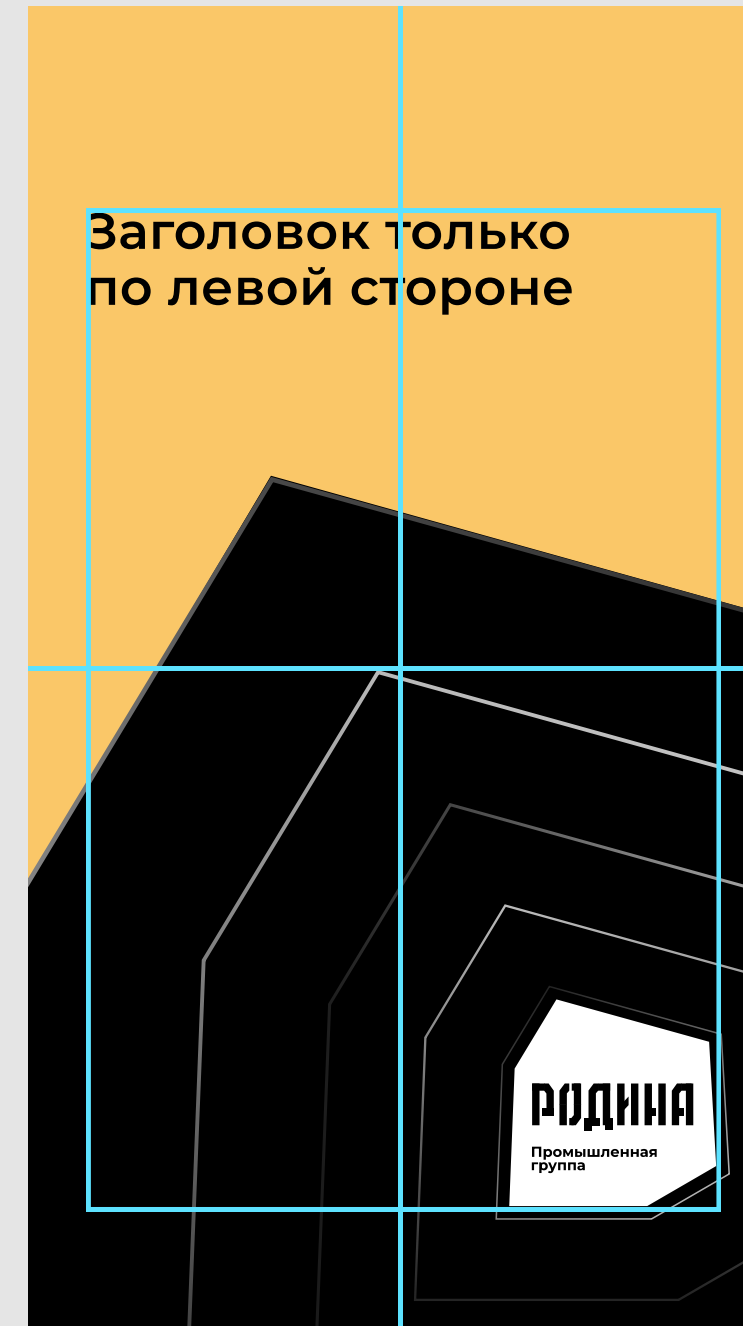 Заголовок только
по левой стороне
РОДИНА
Промышленная
группа